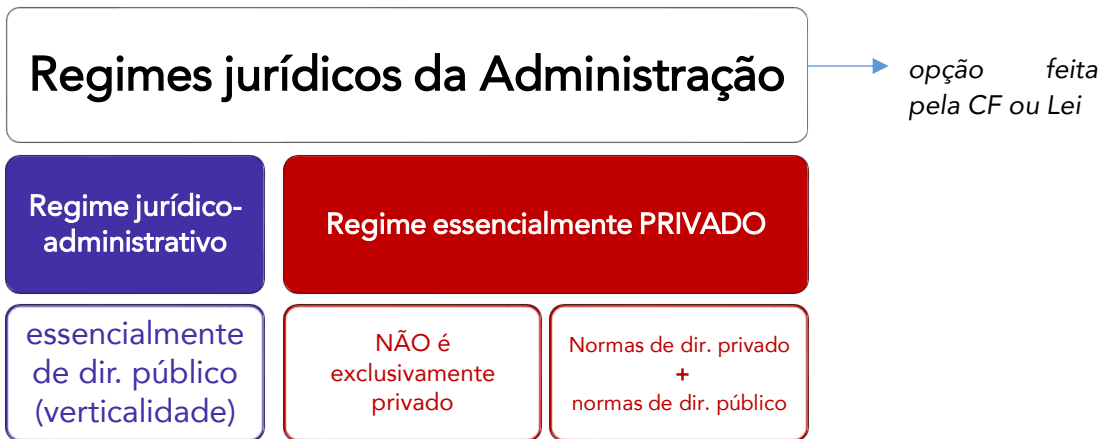 Regimes jurídicos da Administração
opção feita
pela CF ou Lei
Regime jurídico-
administrativo
Regime essencialmente PRIVADO
essencialmente
de dir. público
(verticalidade)
NÃO é
exclusivamente
privado
Normas de dir. privado
+
normas de dir. público